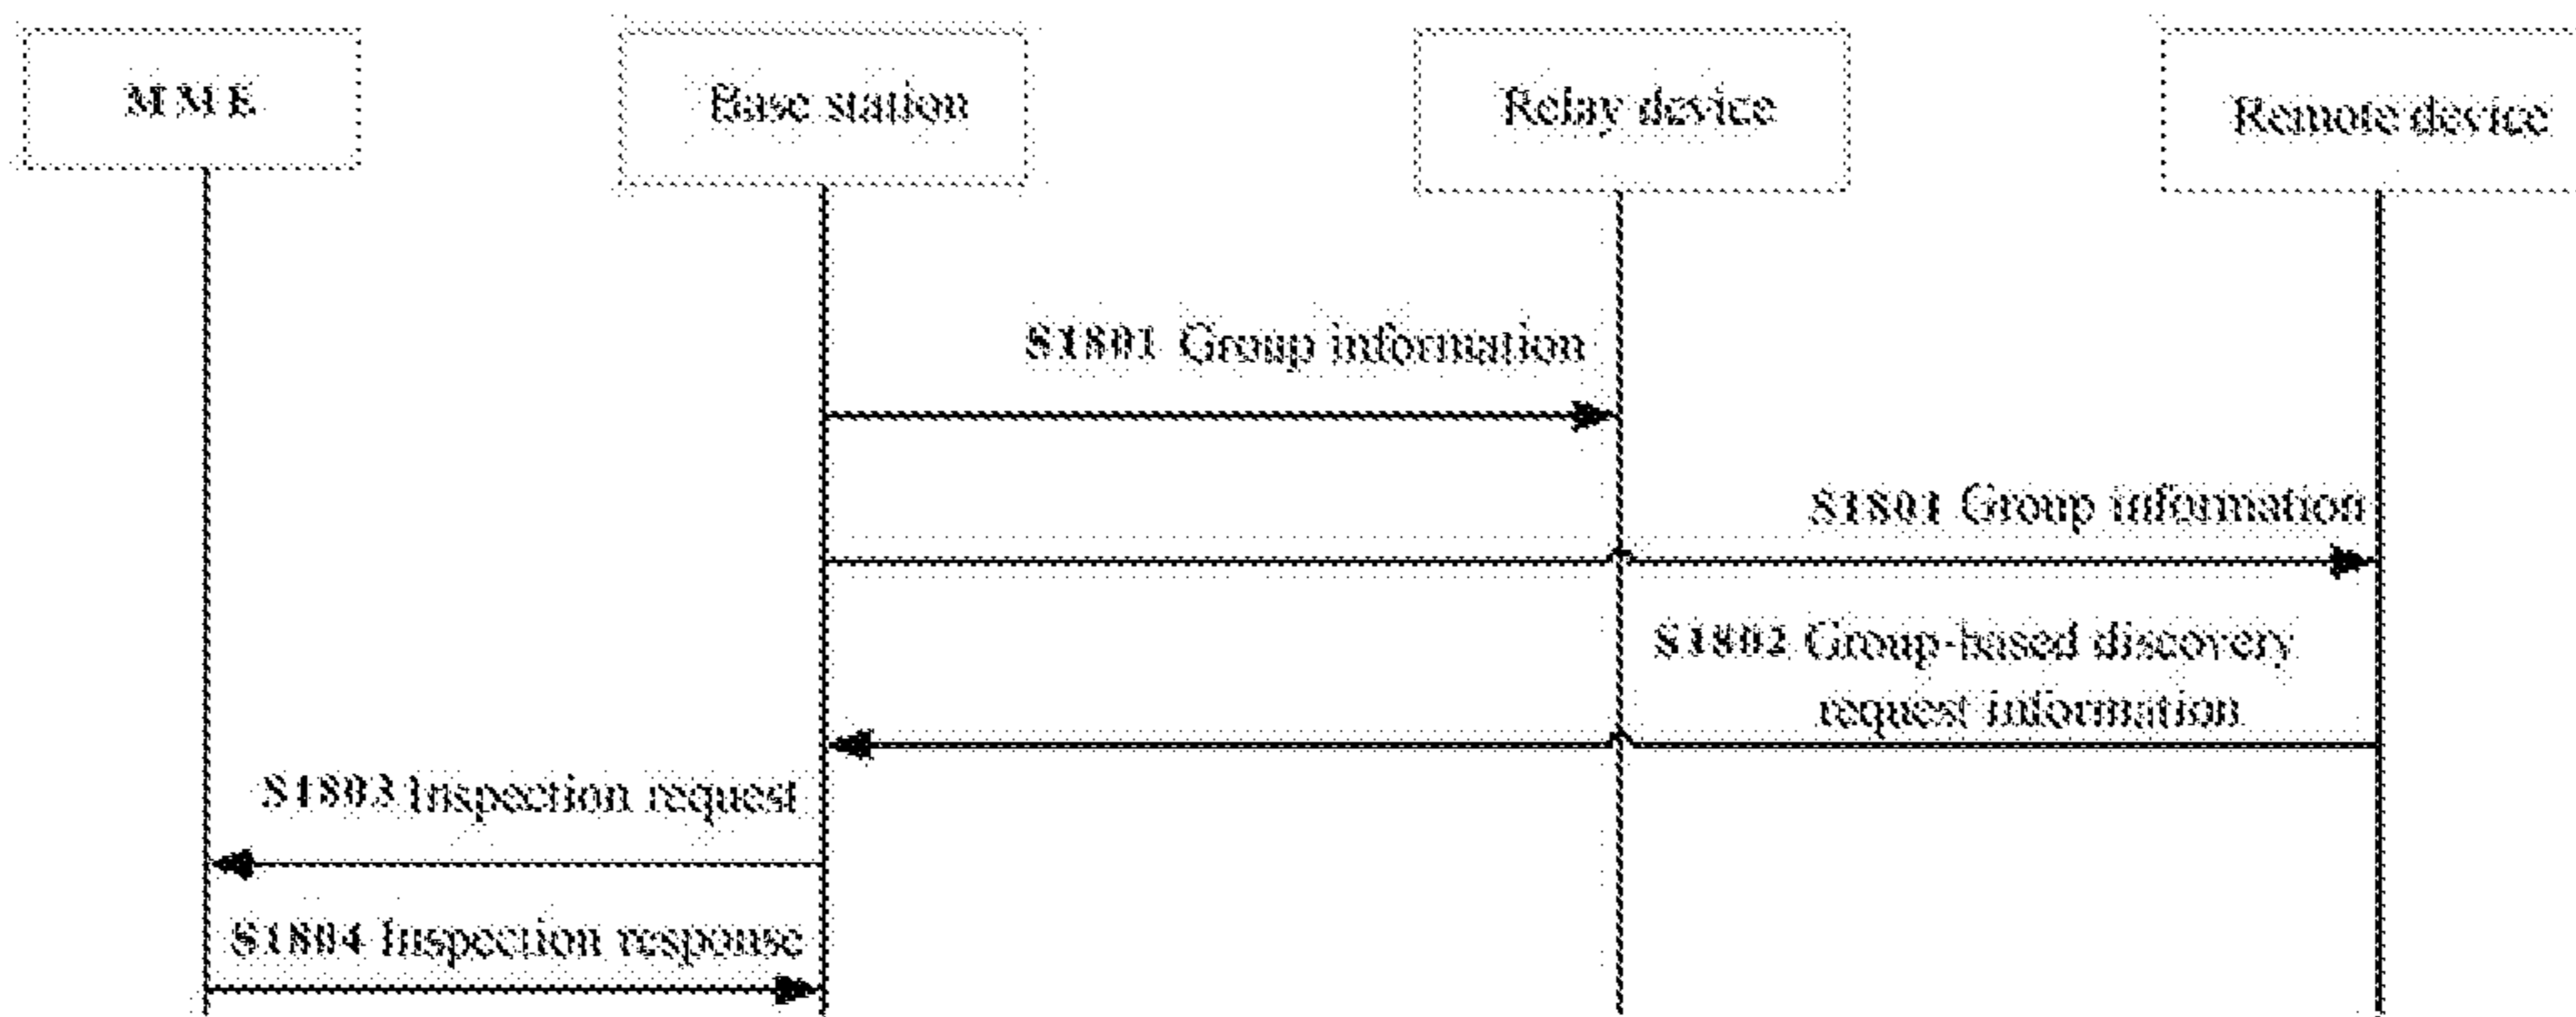 MME
Base station
Relay device
Remote device
S1801 Group information
S1801 Group information
S1802 Group-based discovery
request information
S1803 Inspection request
S1804 Inspection response